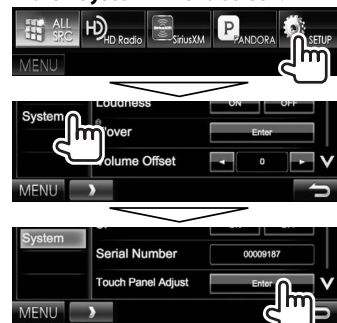 ALL SRC
HD Radio
SiriusXM
PANDORA
SETUP
MENU
Loudness
ON
OFF
System
Enter
Volume Offset
0
MENU
System
Serial Number
00009187
Touch Panel Adjust
Enter
MENU